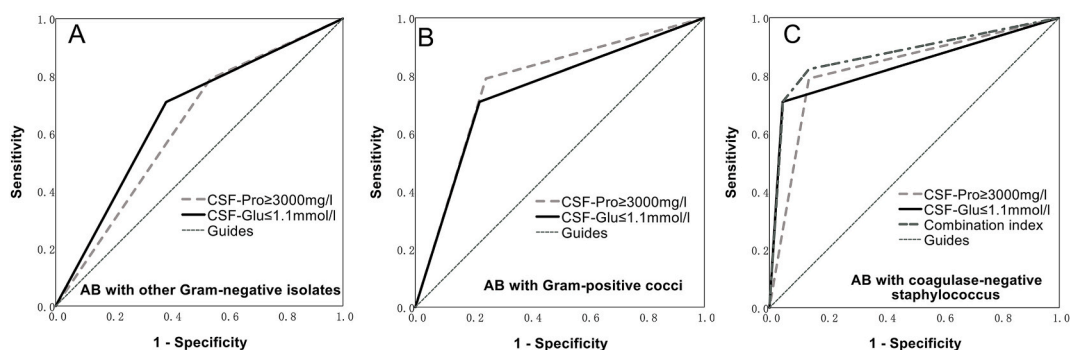 A
1.0
0.8
0.6
0.4
0.2
0.0
Sensitivity
CSF-Pro≥3000mg/l
CSF-Glu≤1.1mmol/l
Guides
AB with other Gram-negative isolates
0.0 0.2 0.4 0.6 0.8 1.0
1 - Specificity
B
1.0
0.8
0.6
0.4
0.2
0.0
Sensitivity
CSF-Pro≥3000mg/l
CSF-Glu≤1.1mmol/l
Guides
AB with Gram-positive cocci
0.0 0.2 0.4 0.6 0.8 1.0
1 - Specificity
C
1.0
0.8
0.6
0.4
0.2
0.0
Sensitivity
CSF-Pro≥3000mg/l
CSF-Glu≤1.1mmol/l
Combination index
Guides
AB with coagulase-negative
staphylococcus
0.0 0.2 0.4 0.6 0.8 1.0
1 - Specificity